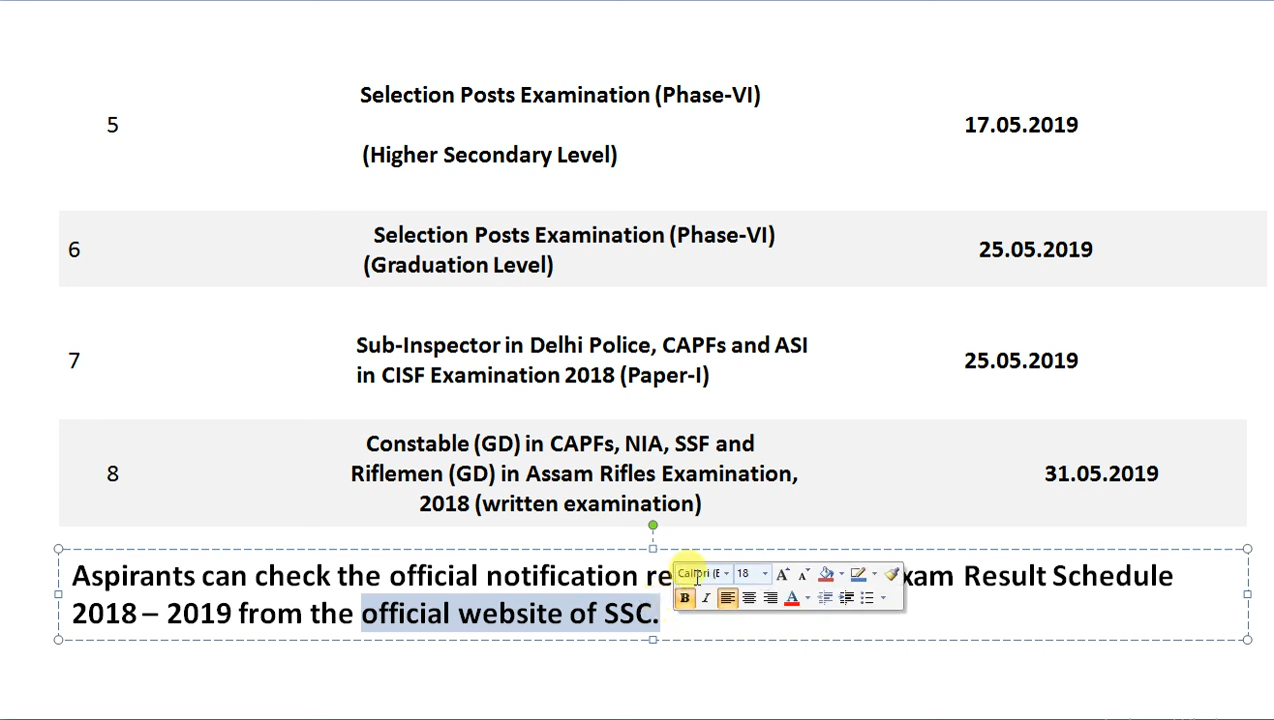 Selection Posts Examination (Phase-VI)
5
17.05.2019
(Higher Secondary Level)
Selection Posts Examination (Phase-VI)
6
25.05.2019
(Graduation Level)
Sub-Inspector in Delhi Police, CAPFs and ASI
7
25.05.2019
in CISF Examination 2018 (Paper-I)
Constable (GD) in CAPFs, NIA, SSF and
8
Riflemen (GD) in Assam Rifles Examination,
31.05.2019
2018 (written examination)
Aspirants can check the official notification re xam Result Schedule
Calibri (E 18
2018 – 2019 from the official website of SSC.
B I A